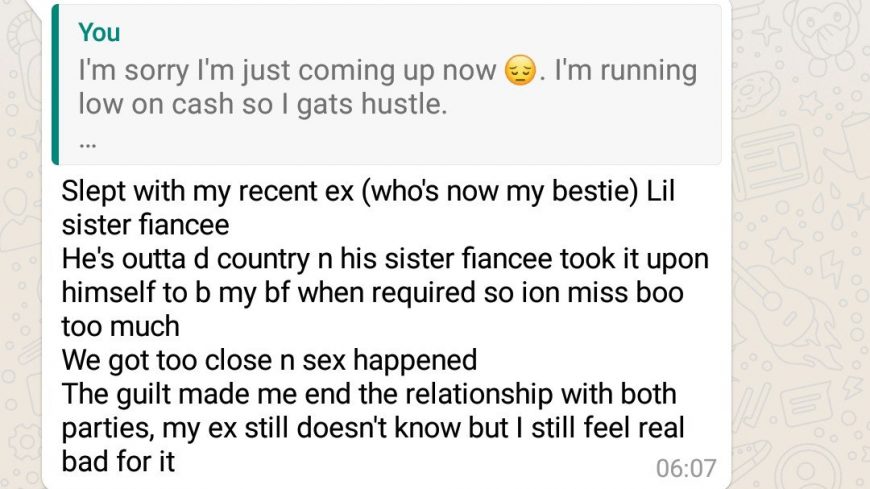 You
I'm sorry I'm just coming up now 😔. I'm running
low on cash so I gats hustle.
...
Slept with my recent ex (who's now my bestie) Lil
sister fiancee
He's outta d country n his sister fiancee took it upon
himself to b my bf when required so ion miss boo
too much
We got too close n sex happened
The guilt made me end the relationship with both
parties, my ex still doesn't know but I still feel real
bad for it
06:07